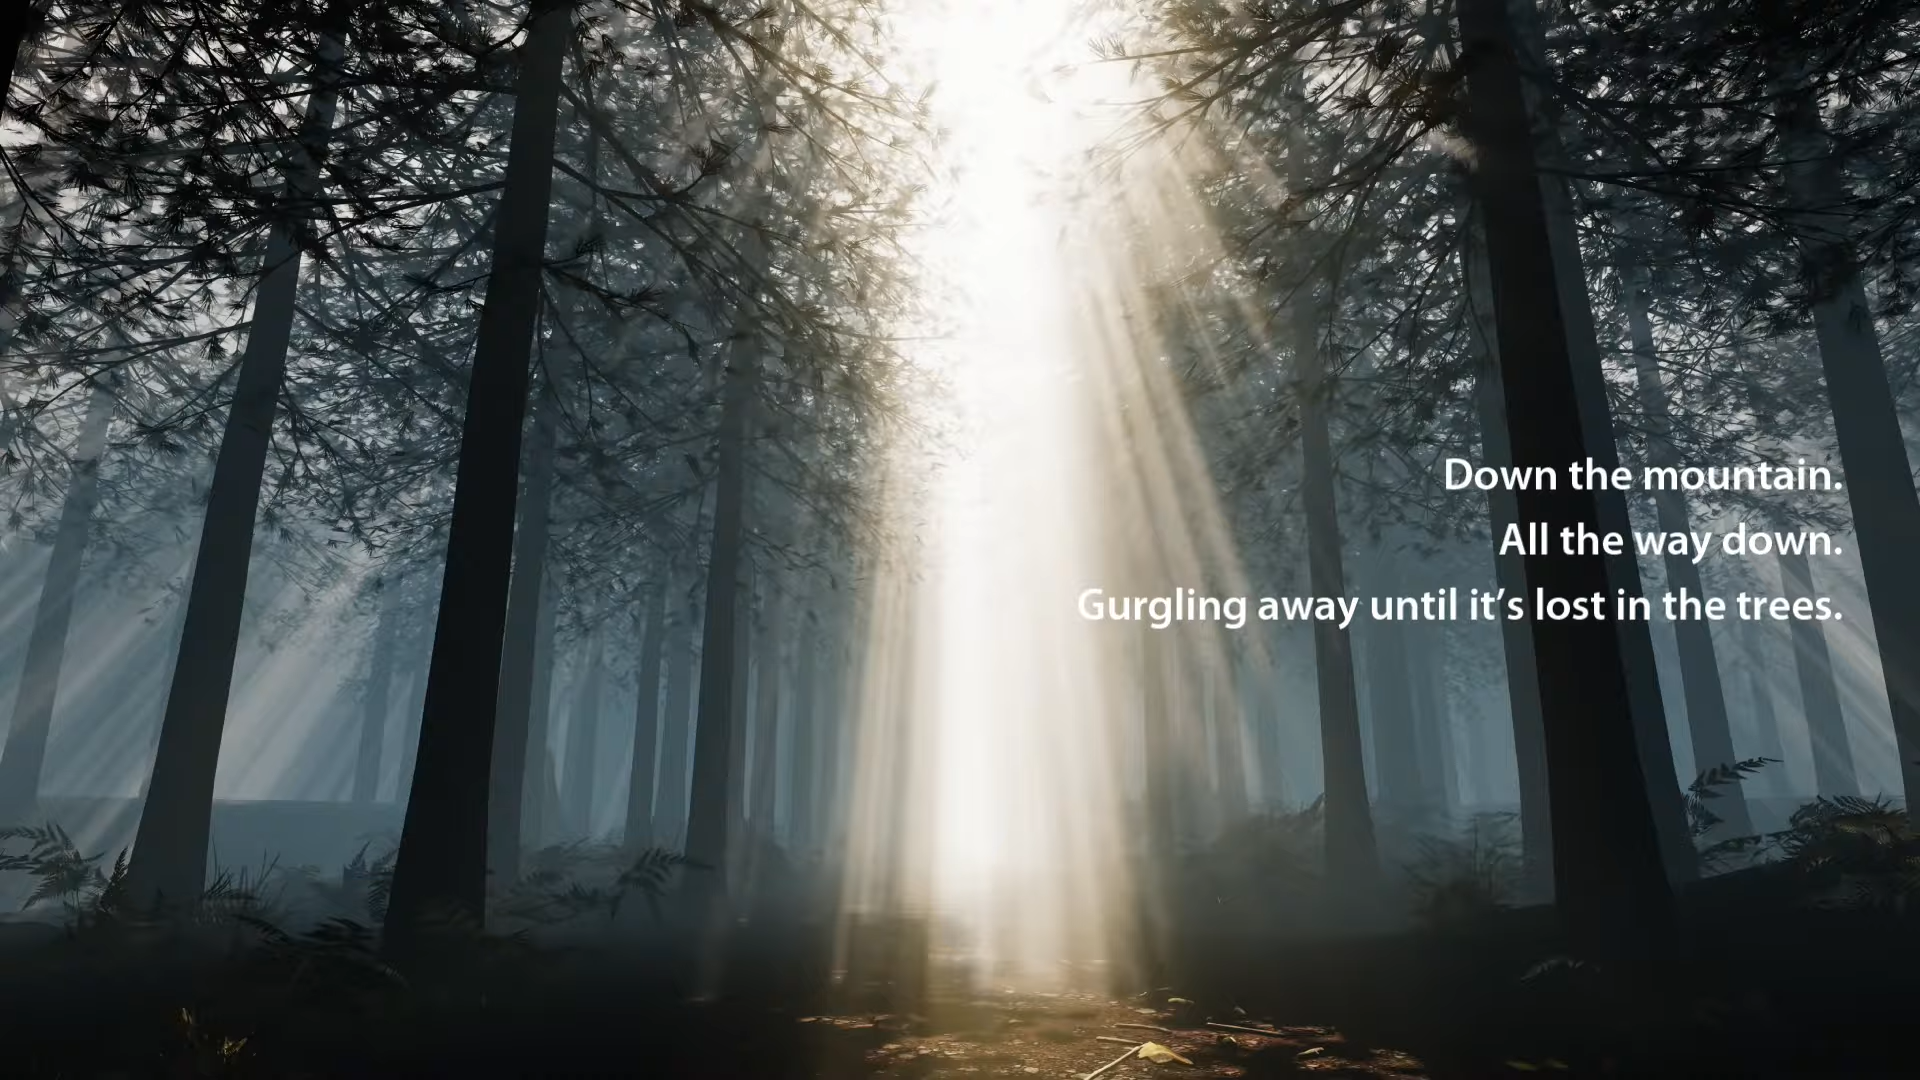 Down the mountain.
All the way down.
Gurgling away until it’s lost in the trees.